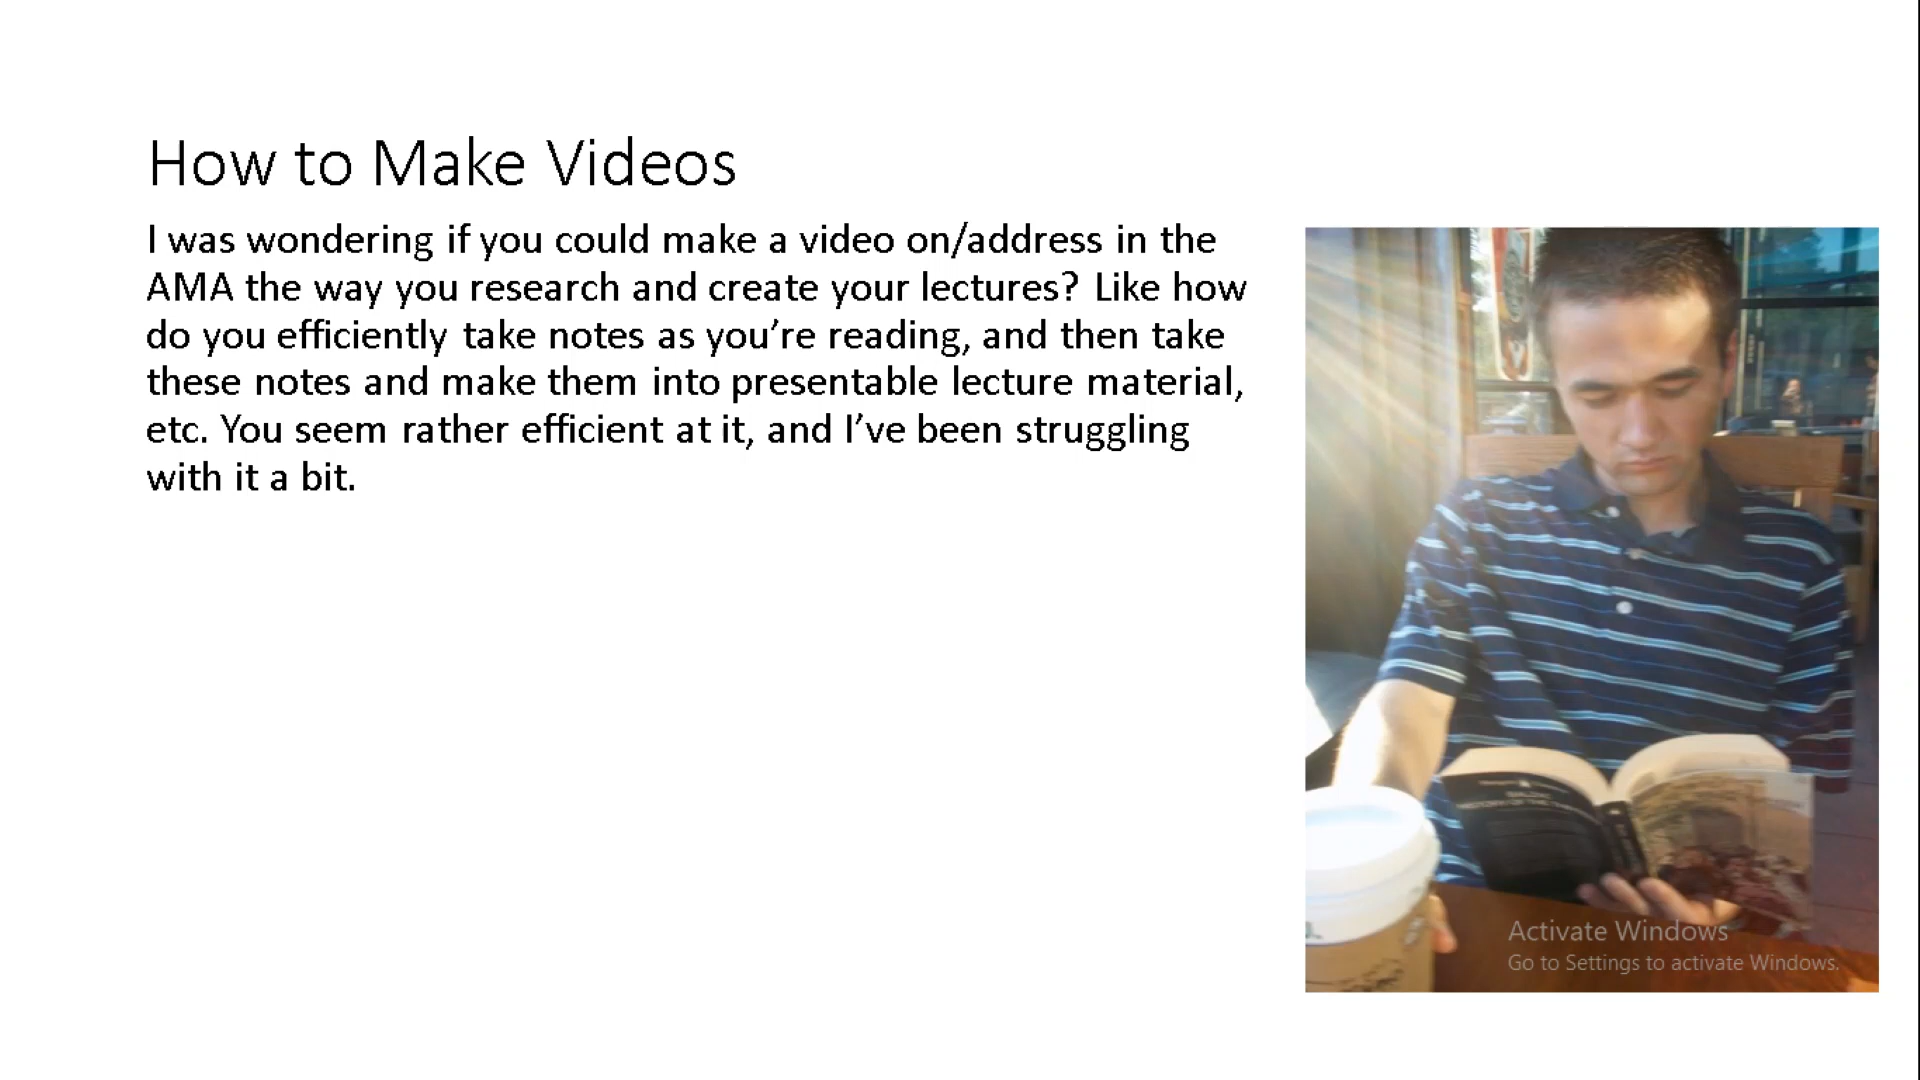 How to Make Videos
I was wondering if you could make a video on/address in the
AMA the way you research and create your lectures? Like how
do you efficiently take notes as you’re reading, and then take
these notes and make them into presentable lecture material,
etc. You seem rather efficient at it, and I’ve been struggling
with it a bit.
Activate Windows
Go to Settings to activate Windows.